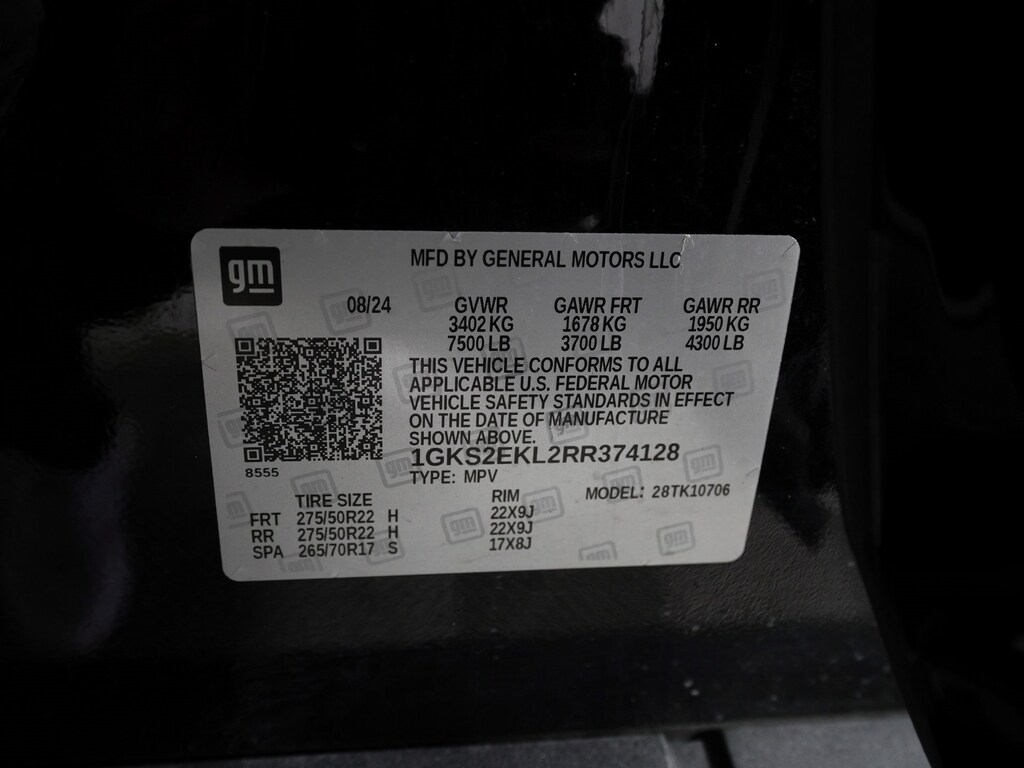 gm
MFD BY GENERAL MOTORS LLC
08/24 GVWR GAWR FRT GAWR RR
3402 KG 1678 KG 1950 KG
7500 LB 3700 LB 4300 LB
THIS VEHICLE CONFORMS TO ALL
APPLICABLE U.S. FEDERAL MOTOR
VEHICLE SAFETY STANDARDS IN EFFECT
ON THE DATE OF MANUFACTURE
SHOWN ABOVE.
8555
1GKS2EKL2RR374128
TYPE: MPV
TIRE SIZE RIM MODEL: 28TK10706
FRT 275/50R22 H 22X9J
RR 275/50R22 H 22X9J
SPA 265/70R17 S 17X8J